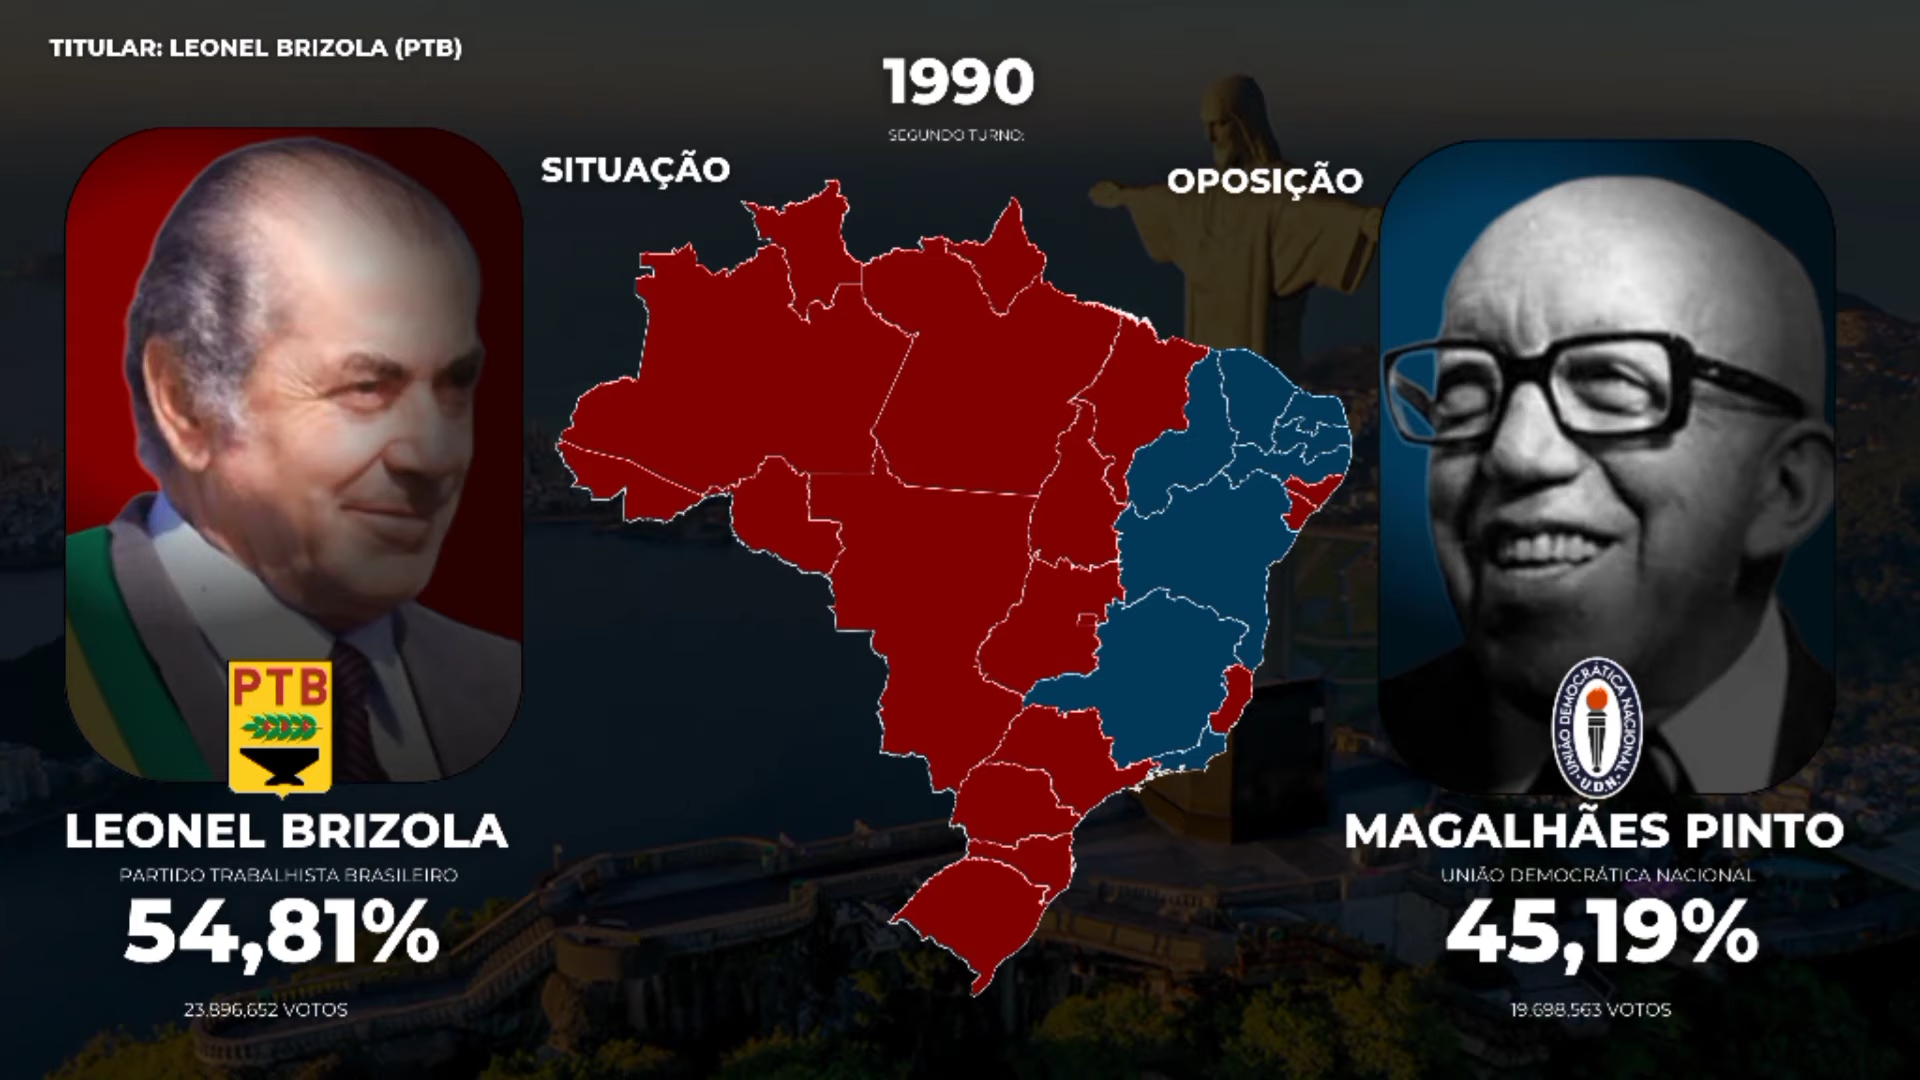 TITULAR: LEONEL BRIZOLA (PTB)
1990
SEGUNDO TURNO:
SITUAÇÃO
OPOSIÇÃO
PTB
UNIÃO DEMOCRÁTICA NACIONAL
U.D.N.
LEONEL BRIZOLA
PARTIDO TRABALHISTA BRASILEIRO
54,81%
23.896,652 VOTOS
MAGALHÃES PINTO
UNIÃO DEMOCRÁTICA NACIONAL
45,19%
19.698.563 VOTOS